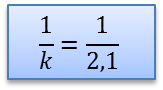 1/k = 1/2,1